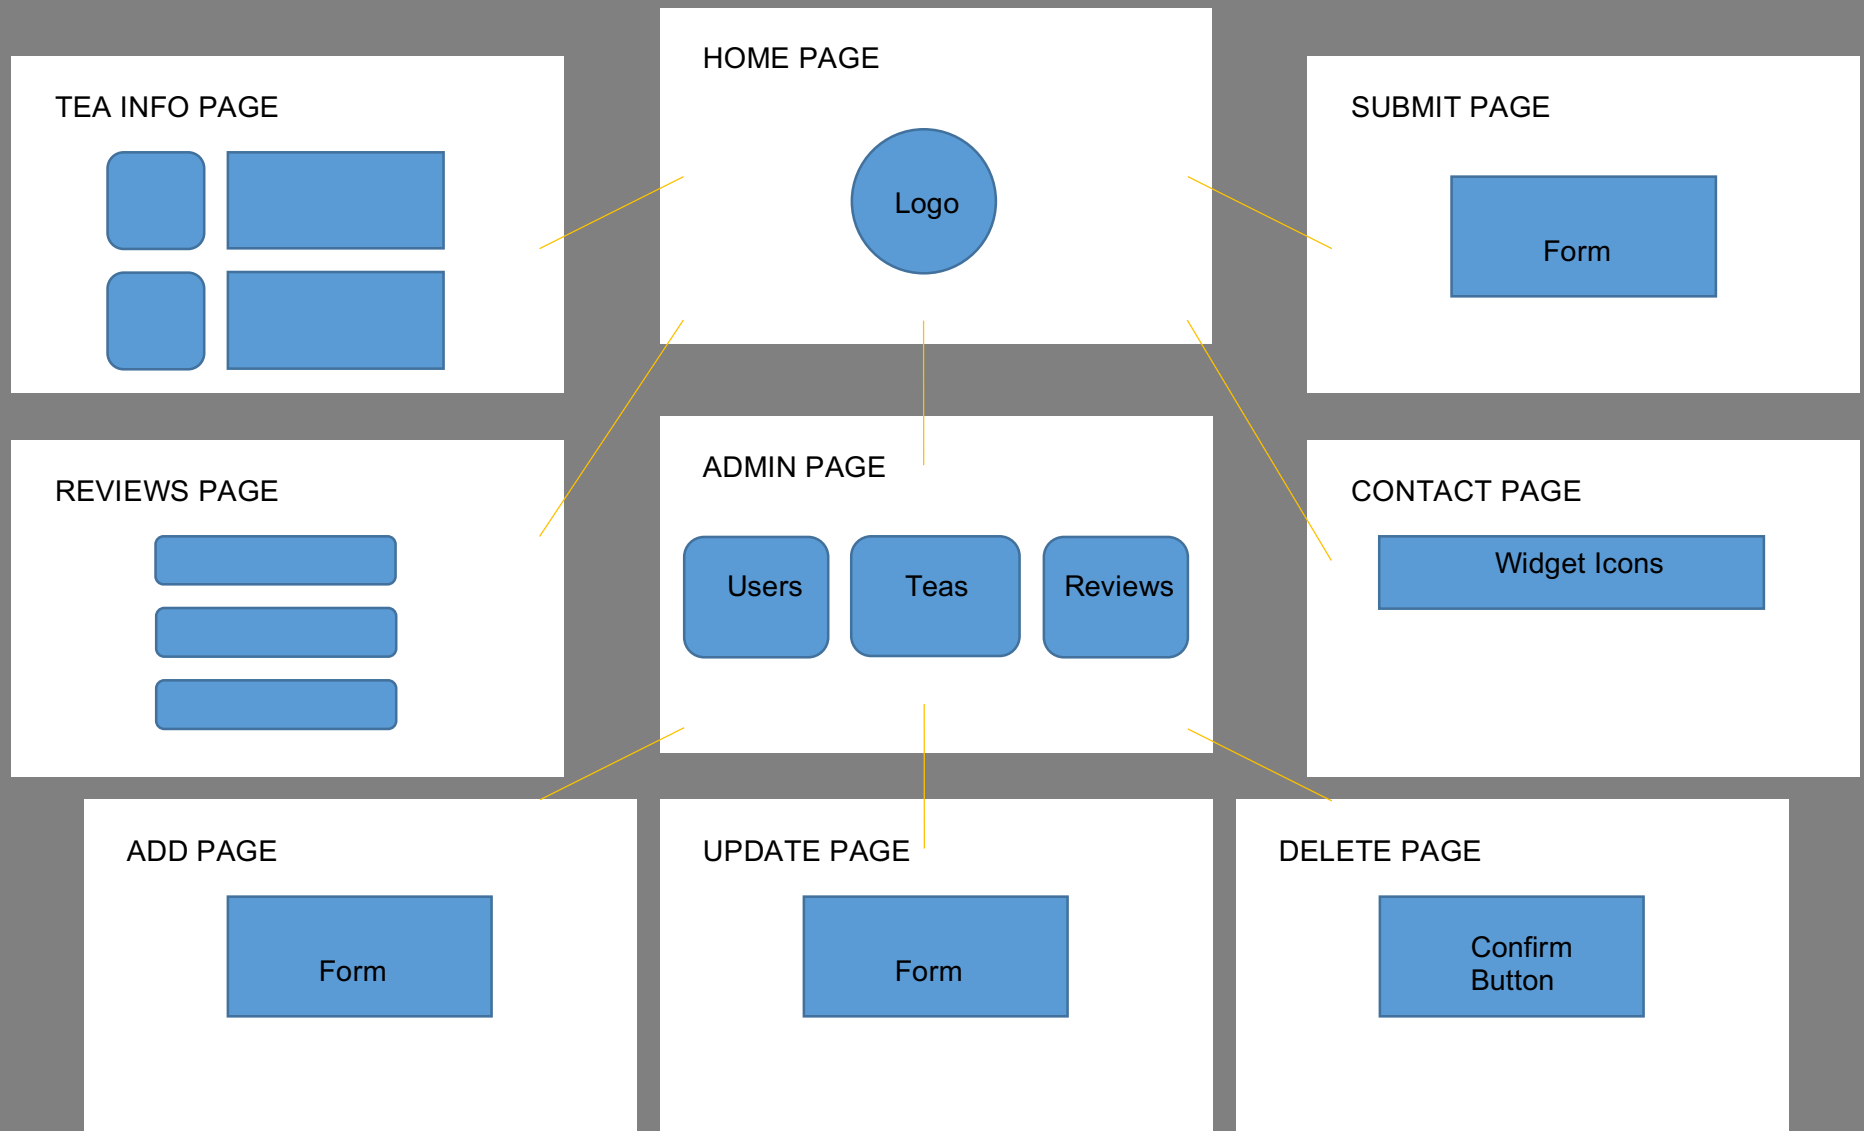 HOME PAGE
Logo
TEA INFO PAGE
SUBMIT PAGE
Form
REVIEWS PAGE
ADMIN PAGE
Users
Teas
Reviews
CONTACT PAGE
Widget Icons
ADD PAGE
Form
UPDATE PAGE
Form
DELETE PAGE
Confirm
Button